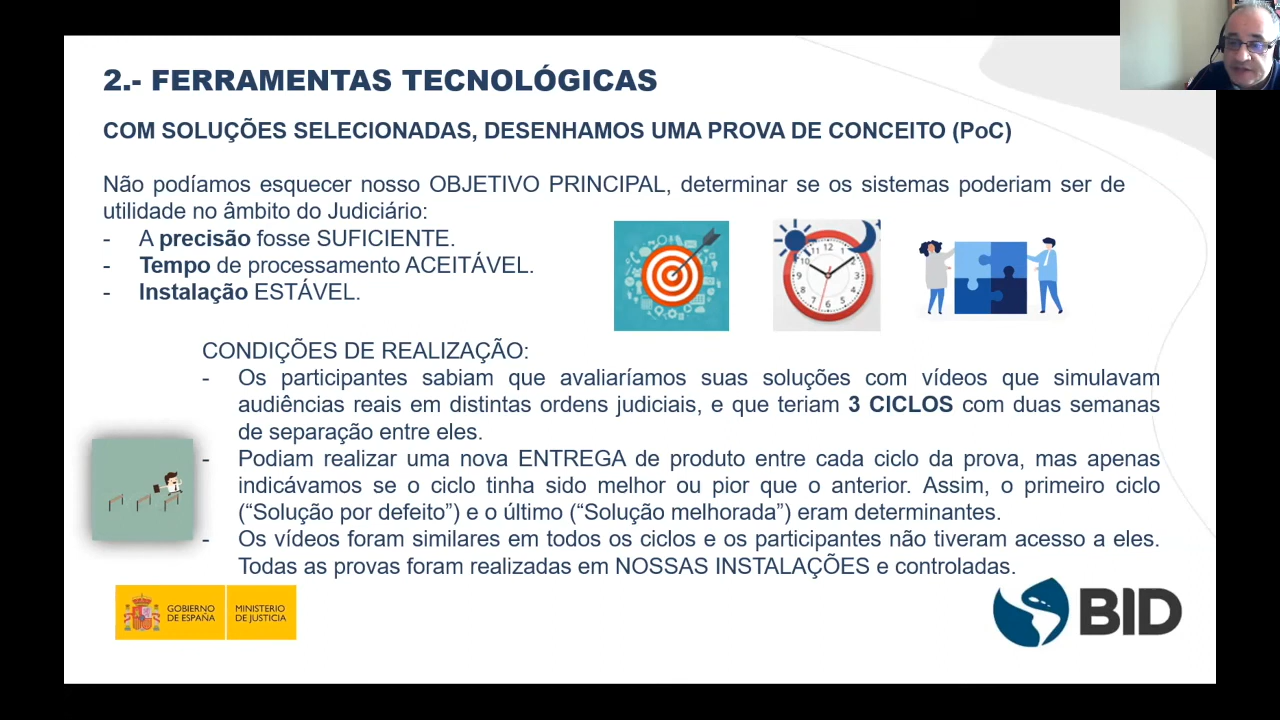 2.- FERRAMENTAS TECNOLÓGICAS
COM SOLUÇÕES SELECIONADAS, DESENHAMOS UMA PROVA DE CONCEITO (PoC)
Não podíamos esquecer nosso OBJETIVO PRINCIPAL, determinar se os sistemas poderiam ser de
utilidade no âmbito do Judiciário:
- A precisão fosse SUFICIENTE.
- Tempo de processamento ACEITÁVEL.
- Instalação ESTÁVEL.
CONDIÇÕES DE REALIZAÇÃO:
- Os participantes sabiam que avaliaríamos suas soluções com vídeos que simulavam
audiências reais em distintas ordens judiciais, e que teriam 3 CICLOS com duas semanas
de separação entre eles.
- Podiam realizar uma nova ENTREGA de produto entre cada ciclo da prova, mas apenas
indicávamos se o ciclo tinha sido melhor ou pior que o anterior. Assim, o primeiro ciclo
(“Solução por defeito”) e o último (“Solução melhorada”) eram determinantes.
- Os vídeos foram similares em todos os ciclos e os participantes não tiveram acesso a eles.
Todas as provas foram realizadas em NOSSAS INSTALAÇÕES e controladas.
GOBIERNO
DE ESPAÑA
MINISTERIO
DE JUSTICIA
BID